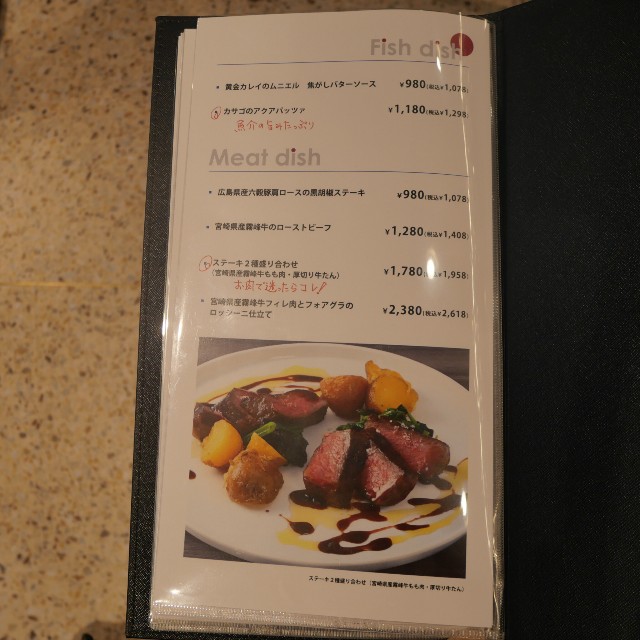 Fish dish
黄金カレイのムニエル 焦がしバターソース ¥980(税込¥1,078)
カサゴのアクアパッツァ ¥1,180(税込¥1,298)
魚介の旨みたっぷり
Meat dish
広島県産六穀豚肩ロースの黒胡椒ステーキ ¥980(税込¥1,078)
宮崎県産霧峰牛のローストビーフ ¥1,280(税込¥1,408)
ステーキ2種盛り合わせ ¥1,780(税込¥1,958)
(宮崎県産霧峰牛もも肉・厚切り牛たん)
お肉で迷ったらコレ!
宮崎県産霧峰牛フィレ肉とフォアグラの ¥2,380(税込¥2,618)
ロッシーニ仕立て
ステーキ2種盛り合わせ(宮崎県産霧峰牛もも肉・厚切り牛たん)